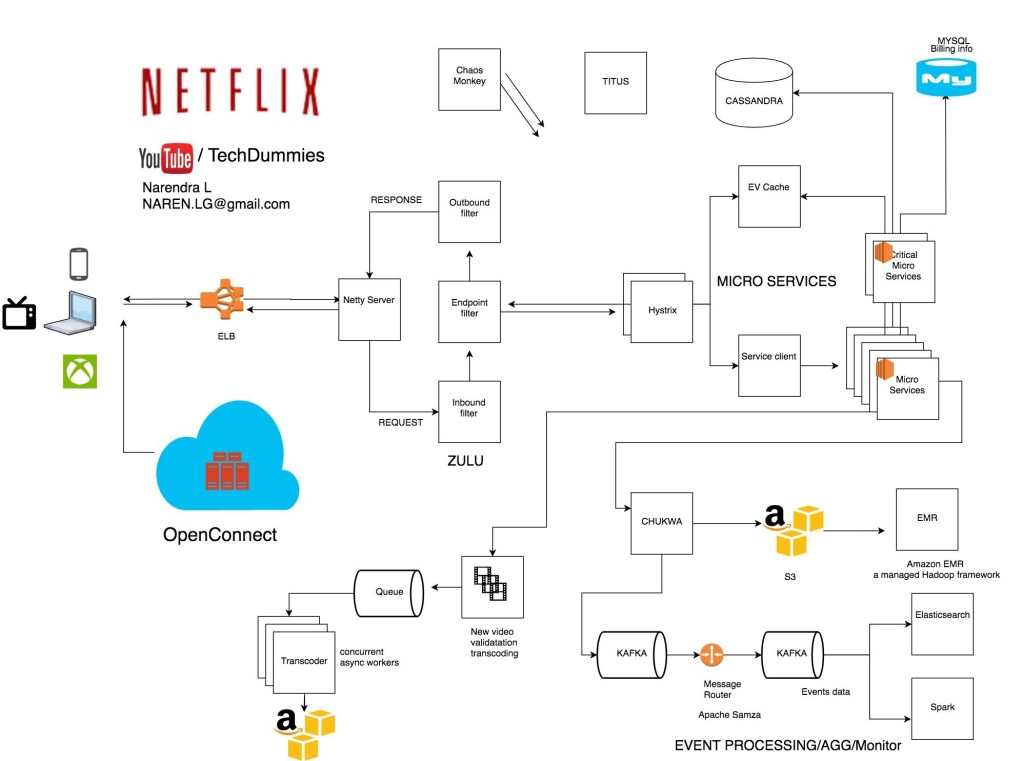 NETFLIX
YouTube / TechDummies
Narendra L
NAREN.LG@gmail.com
Chaos
Monkey
TITUS
CASSANDRA
MYSQL
Billing info
My
RESPONSE
Outbound
filter
EV Cache
MICRO SERVICES
Critical
Micro
Services
ELB
Netty Server
Endpoint
filter
Hystrix
Service client
Micro
Services
REQUEST
Inbound
filter
ZULU
OpenConnect
CHUKWA
a
S3
EMR
Amazon EMR
a managed Hadoop framework
Queue
New video
validatation
transcoding
Transcoder
concurrent
async workers
a
KAFKA
Message
Router
Apache Samza
KAFKA
Events data
Elasticsearch
Spark
EVENT PROCESSING/AGG/Monitor